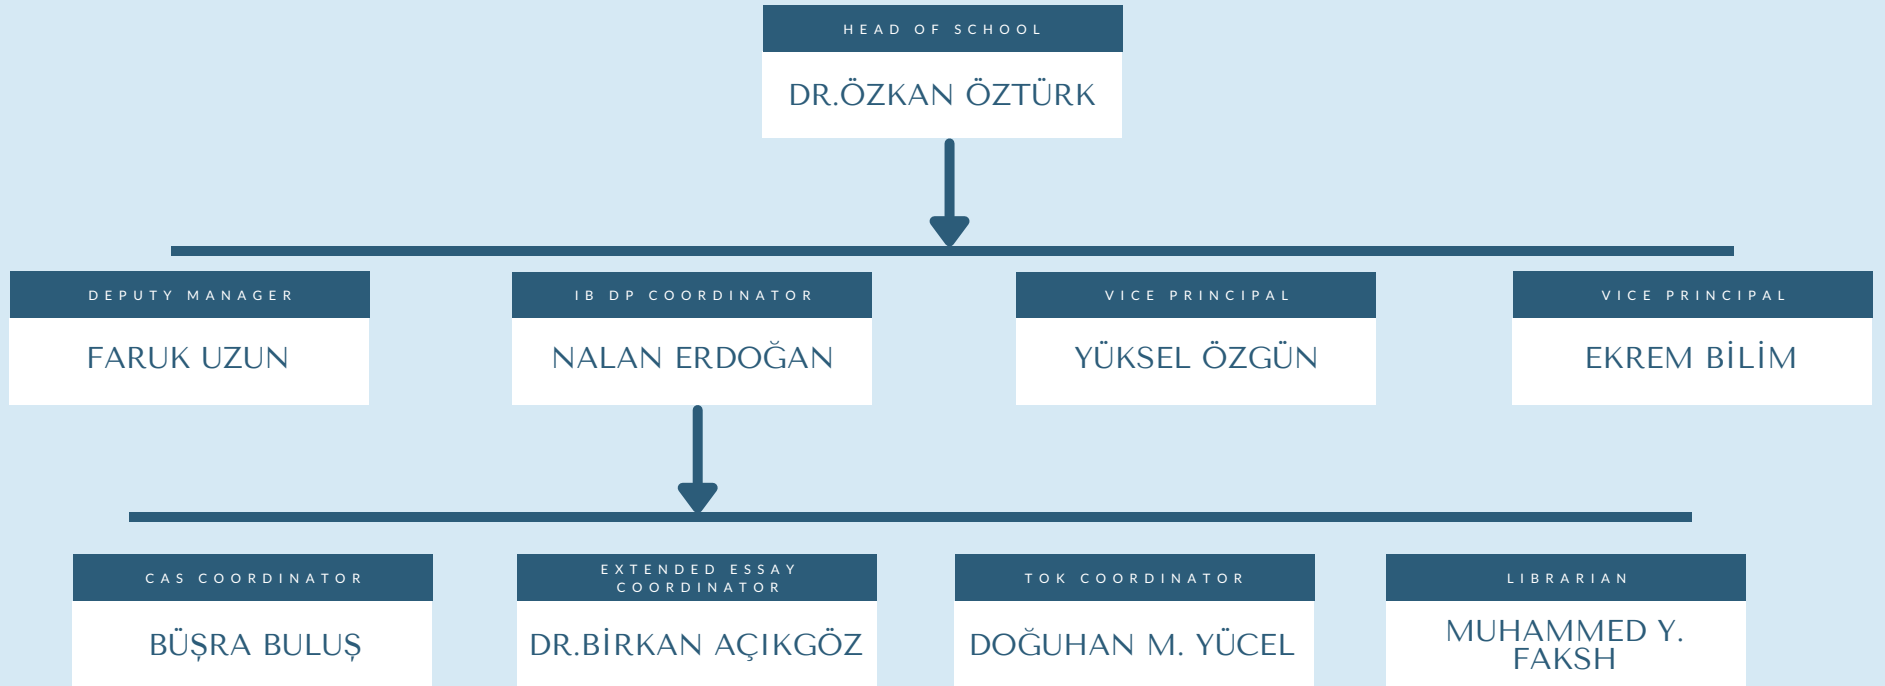 HEAD OF SCHOOL
DR.ÖZKAN ÖZTÜRK
DEPUTY MANAGER
FARUK UZUN
IB DP COORDINATOR
NALAN ERDOĞAN
VICE PRINCIPAL
YÜKSEL ÖZGÜN
VICE PRINCIPAL
EKREM BİLİM
CAS COORDINATOR
BÜŞRA BULUŞ
EXTENDED ESSAY
COORDINATOR
DR.BİRKAN AÇIKGÖZ
TOK COORDINATOR
DOĞUHAN M. YÜCEL
LIBRARIAN
MUHAMMED Y.
FAKSH